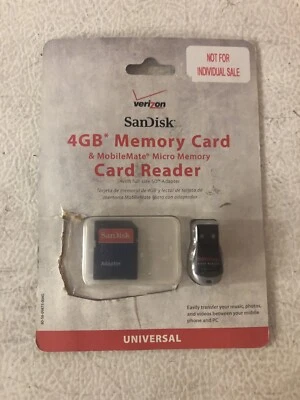 NOT FOR
INDIVIDUAL SALE
verizon
SanDisk
4GB* Memory Card
& MobileMate® Micro Memory
Card Reader
SanDisk
Adapter
Easily transfer your music, photos,
and videos between your mobile
phone and PC
UNIVERSAL